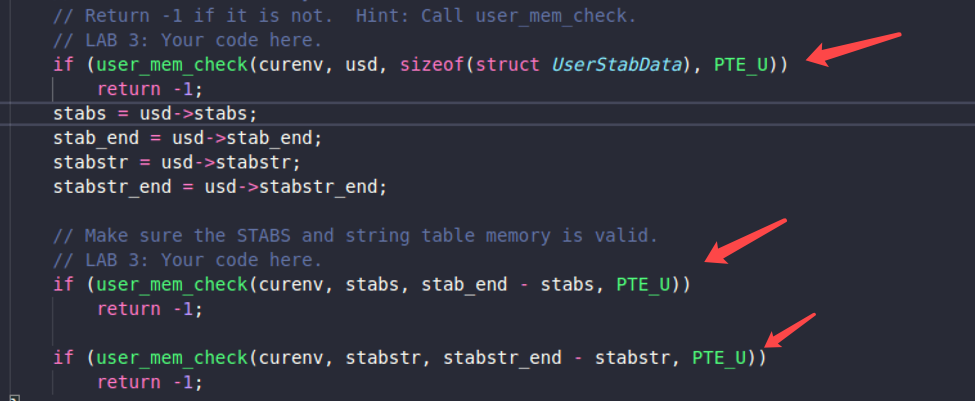 // Return -1 if it is not.  Hint: Call user_mem_check.
// LAB 3: Your code here.
if (user_mem_check(curenv, usd, sizeof(struct UserStabData), PTE_U))
    return -1;
stabs = usd->stabs;
stab_end = usd->stab_end;
stabstr = usd->stabstr;
stabstr_end = usd->stabstr_end;

// Make sure the STABS and string table memory is valid.
// LAB 3: Your code here.
if (user_mem_check(curenv, stabs, stab_end - stabs, PTE_U))
    return -1;

if (user_mem_check(curenv, stabstr, stabstr_end - stabstr, PTE_U))
    return -1;